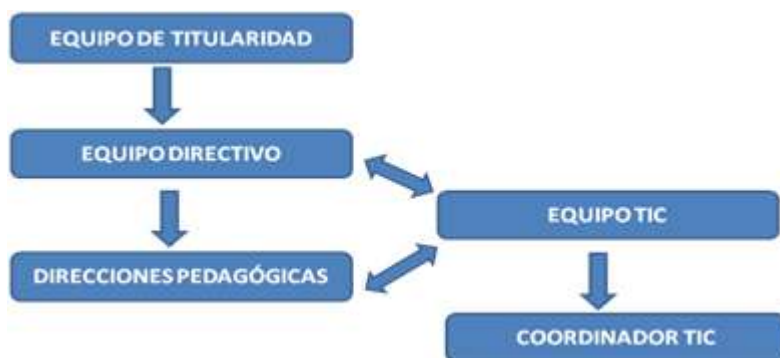 EQUIPO DE TITULARIDAD
EQUIPO DIRECTIVO
EQUIPO TIC
DIRECCIONES PEDAGÓGICAS
COORDINADOR TIC